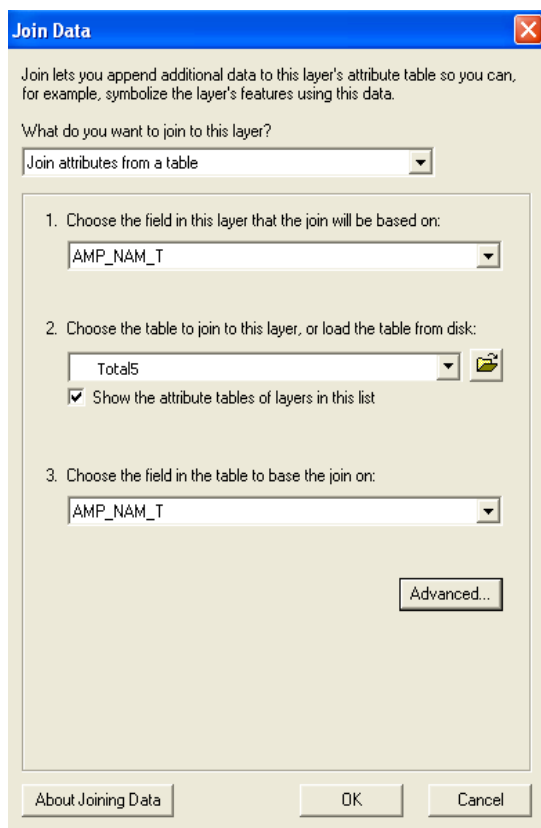 Join Data
Join lets you append additional data to this layer's attribute table so you can,
for example, symbolize the layer's features using this data.
What do you want to join to this layer?
Join attributes from a table
1. Choose the field in this layer that the join will be based on:
AMP_NAM_T
2. Choose the table to join to this layer, or load the table from disk:
Total5
Show the attribute tables of layers in this list
3. Choose the field in the table to base the join on:
AMP_NAM_T
Advanced...
About Joining Data
OK
Cancel